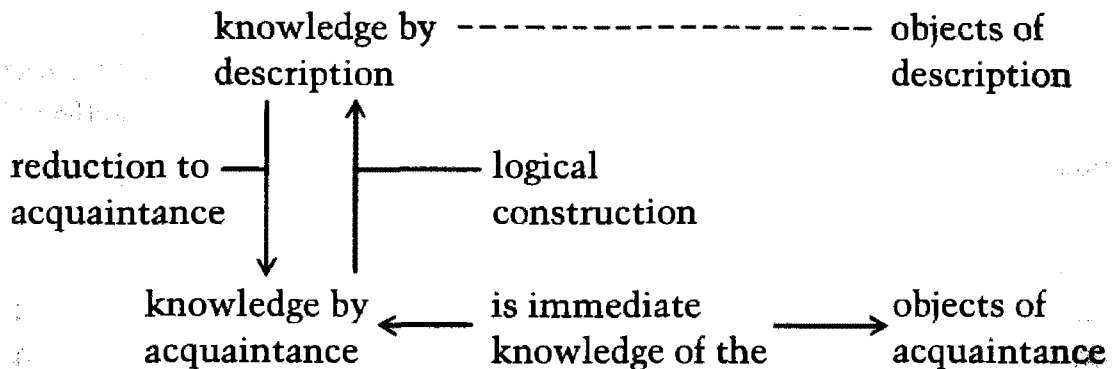 knowledge by objects of
description description
reduction to logical
acquaintance construction
knowledge by is immediate objects of
acquaintance knowledge of the acquaintance